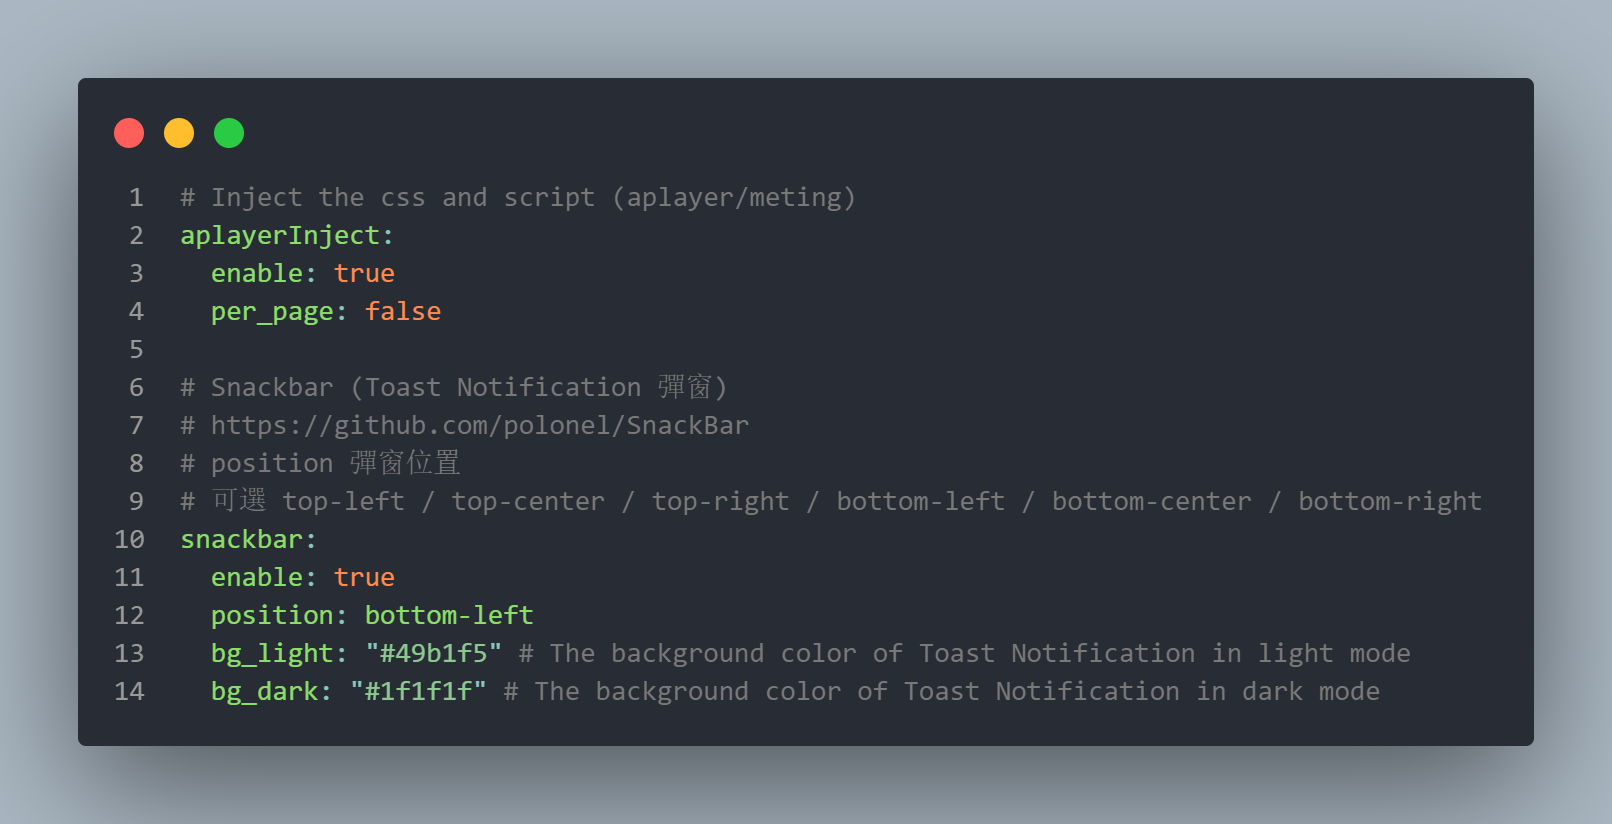 1 # Inject the css and script (aplayer/meting)
2 aplayerInject:
3   enable: true
4   per_page: false
5
6 # Snackbar (Toast Notification 彈窗)
7 # https://github.com/polonel/SnackBar
8 # position 彈窗位置
9 # 可選 top-left / top-center / top-right / bottom-left / bottom-center / bottom-right
10 snackbar:
11   enable: true
12   position: bottom-left
13   bg_light: "#49b1f5" # The background color of Toast Notification in light mode
14   bg_dark: "#1f1f1f" # The background color of Toast Notification in dark mode